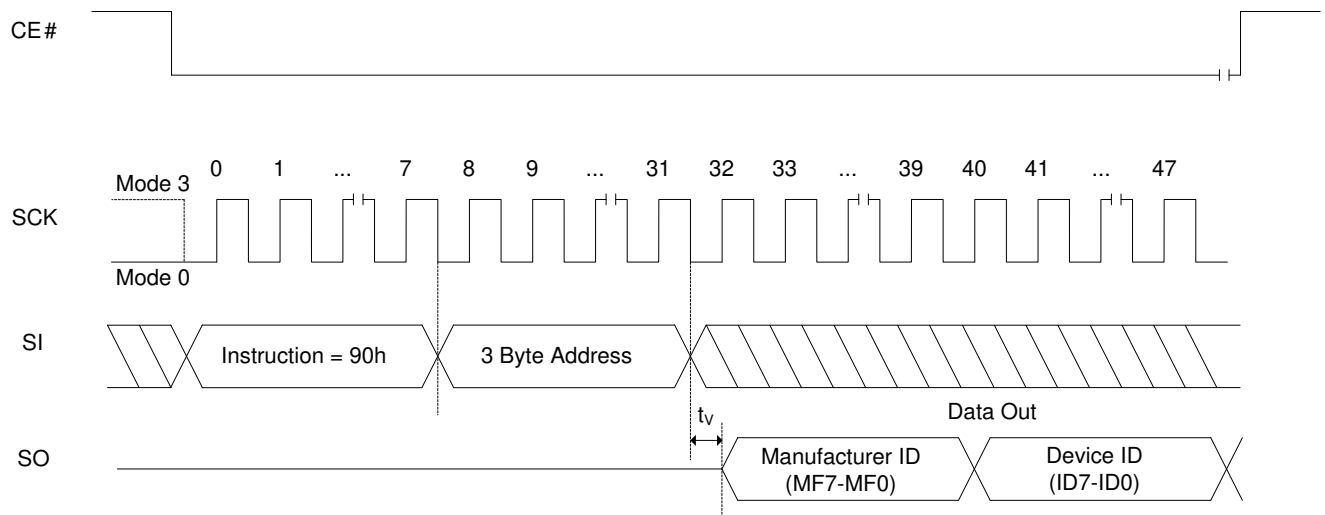 CE#
0 1 ... 7 8 9 ... 31 32 33 ... 39 40 41 ... 47
Mode 3
SCK
Mode 0
SI
Instruction = 90h
3 Byte Address
tV
Data Out
SO
Manufacturer ID
(MF7-MF0)
Device ID
(ID7-ID0)